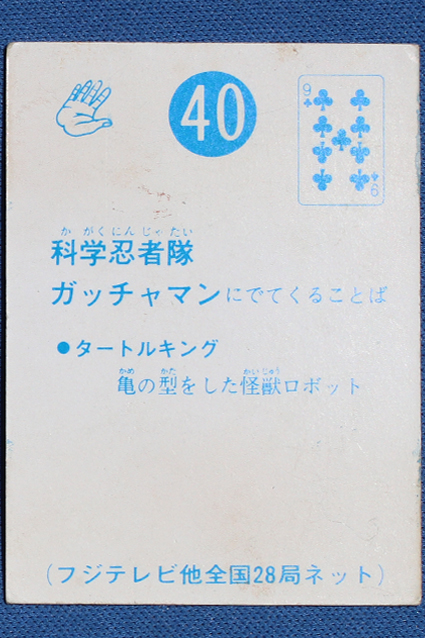 40
9
9
かがくにんじゃたい
科学忍者隊
ガッチャマンにでてくることば
●タートルキング
かめ かた かいじゅう
亀の型をした怪獣ロボット
(フジテレビ他全国28局ネット)